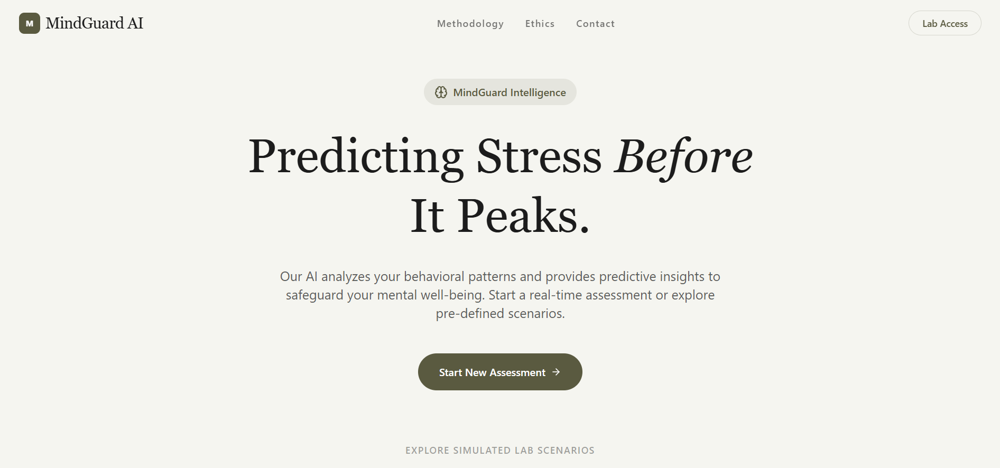 M MindGuard AI
Methodology Ethics Contact
Lab Access
MindGuard Intelligence
Predicting Stress Before
It Peaks.
Our AI analyzes your behavioral patterns and provides predictive insights to
safeguard your mental well-being. Start a real-time assessment or explore
pre-defined scenarios.
Start New Assessment →
EXPLORE SIMULATED LAB SCENARIOS